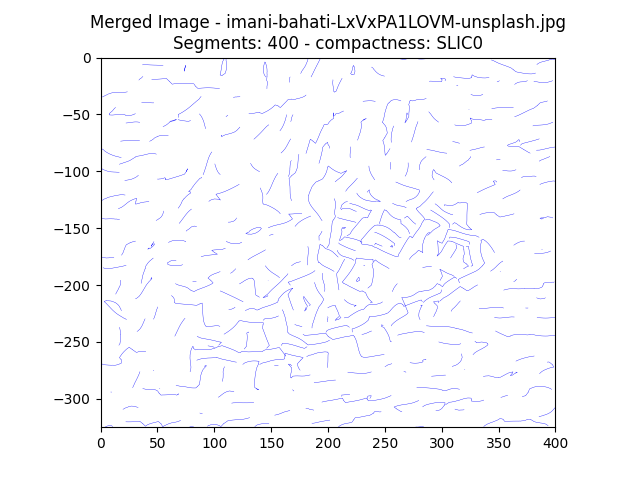 Merged Image - imani-bahati-LxVxPA1LOVM-unsplash.jpg
Segments: 400 - compactness: SLIC0
0
−50
−100
−150
−200
−250
−300
0 50 100 150 200 250 300 350 400